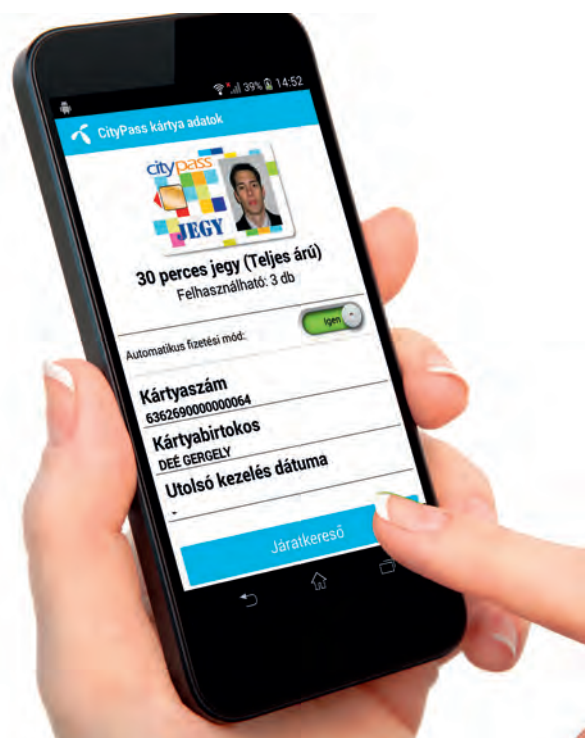 39% 14:52
CityPass kártya adatok
citypass
JEGY
30 perces jegy (Teljes árú)
Felhasználható: 3 db
Automatikus fizetési mód:
Igen
Kártyaszám
6362690000000064
Kártyabirtokos
DEÉ GERGELY
Utolsó kezelés dátuma
-
Járatkereső